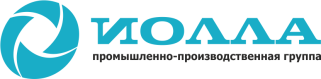 ИОЛЛА
промышленно-производственная группа